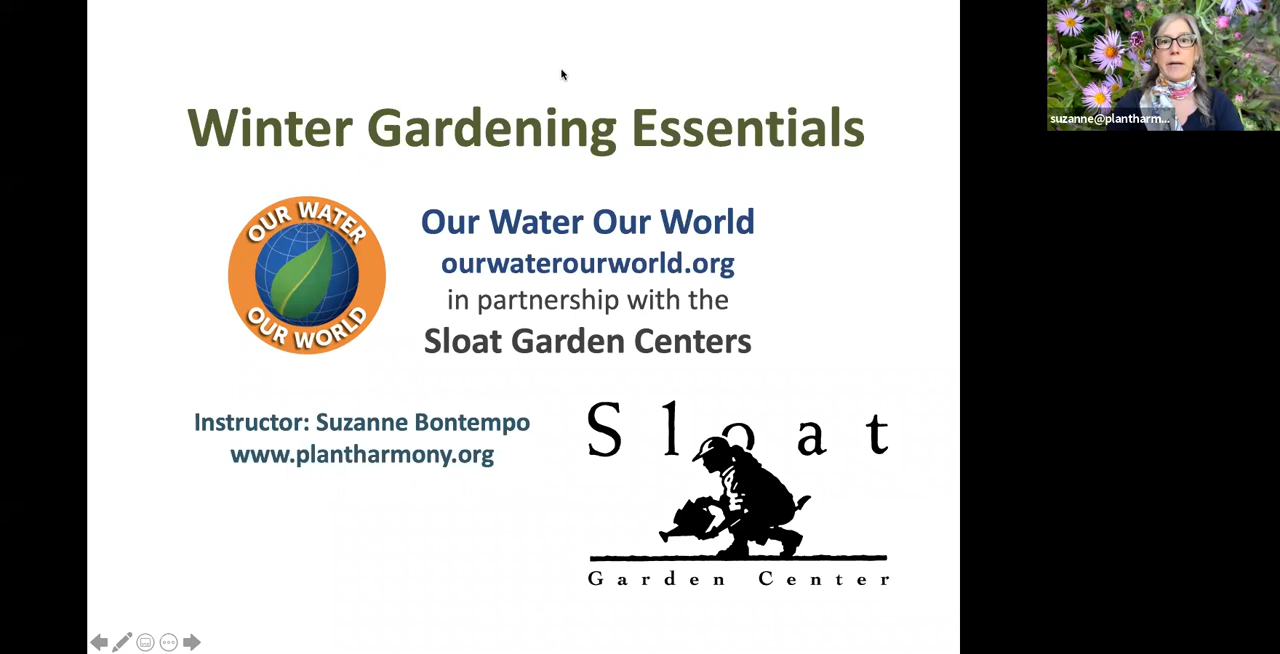 Winter Gardening Essentials
OUR WATER
OUR WORLD
Our Water Our World
ourwaterourworld.org
in partnership with the
Sloat Garden Centers
Instructor: Suzanne Bontempo
www.plantharmony.org
Sloat
Garden Center
suzanne@plantharm...